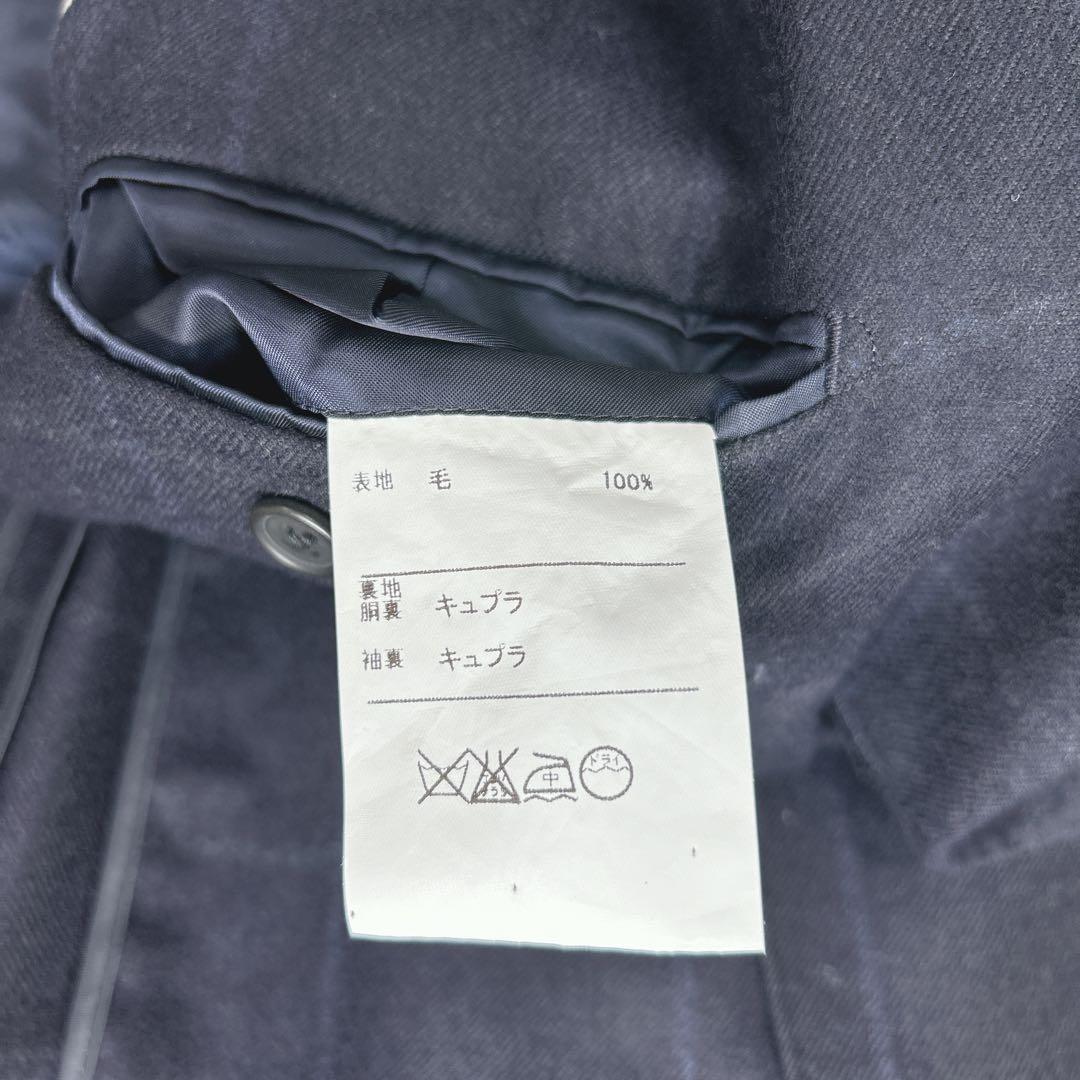 表地 毛 100%
裏地
胴裏 キュプラ
袖裏 キュプラ
中 ドライ